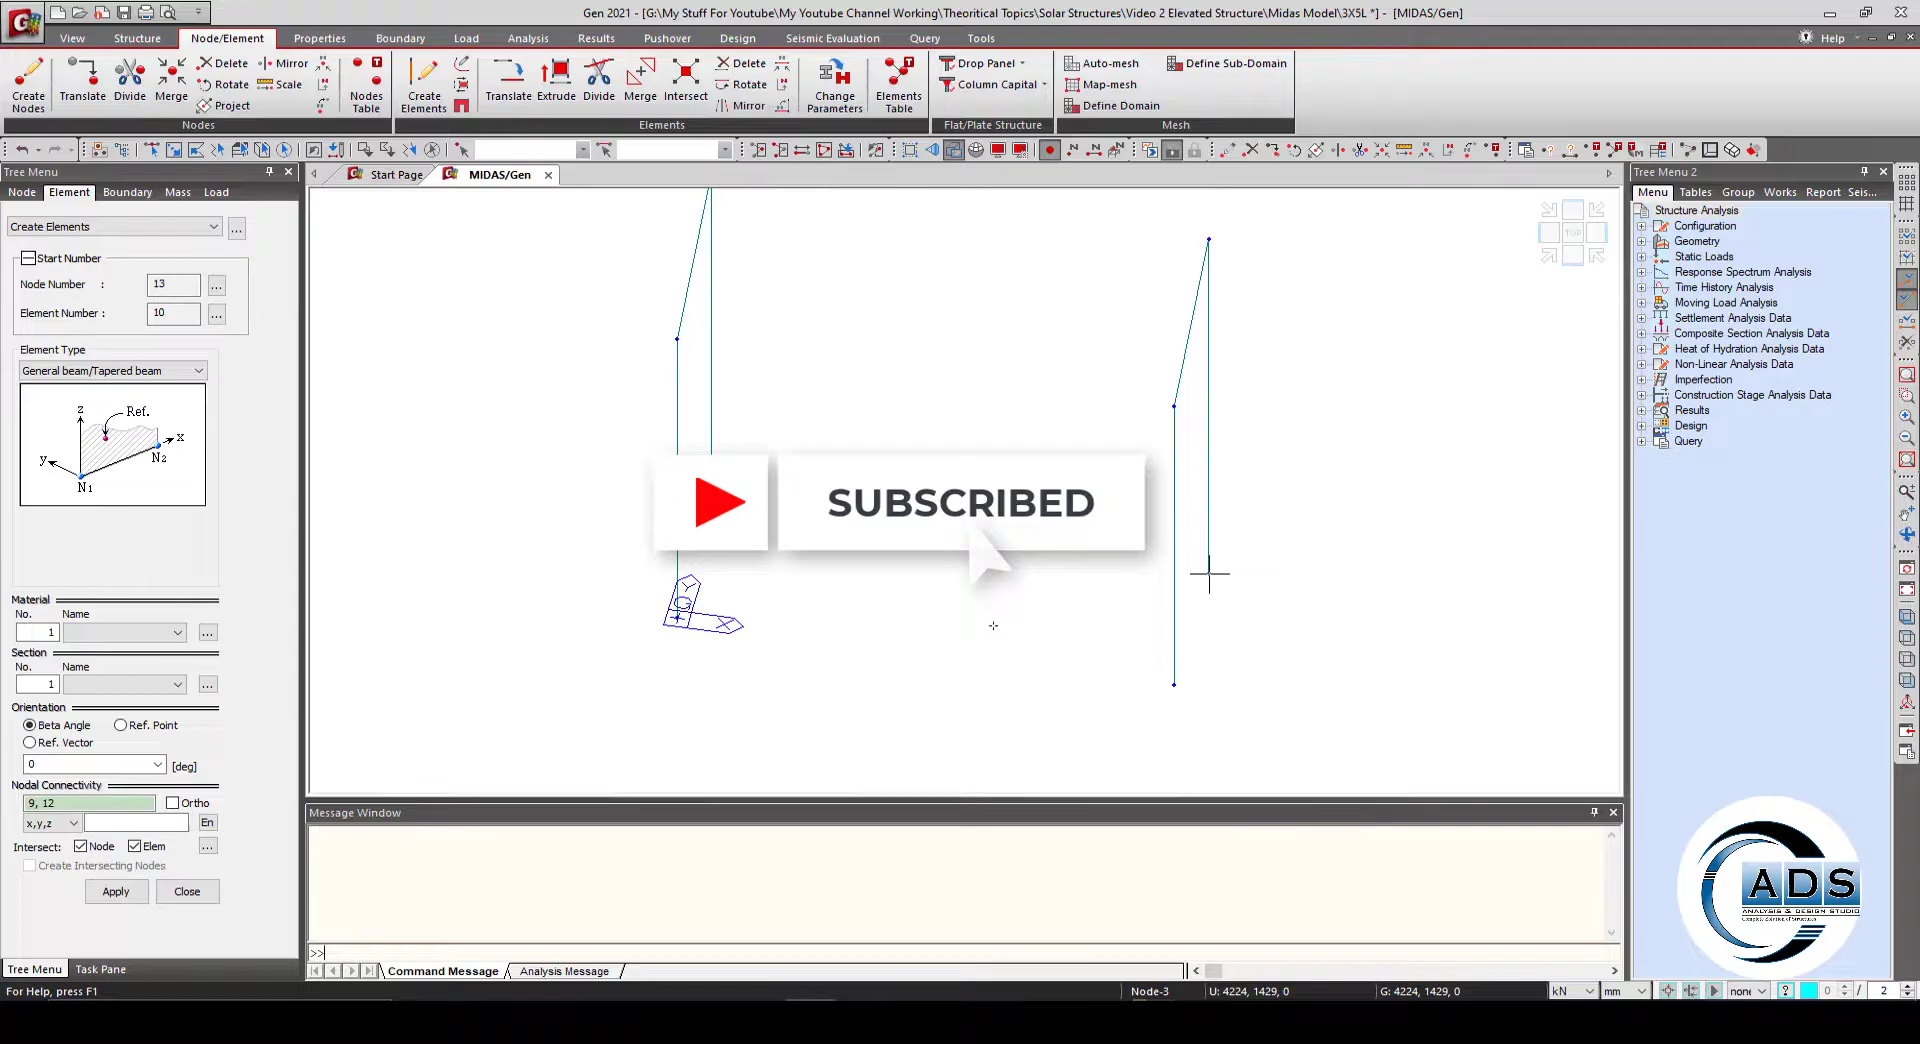 Gen 2021 - [G:\My Stuff For Youtube\My Youtube Channel Working\Theoritical Topics\Solar Structures\Video 2 Elevated Structure\Midas Model\3X5L *] - [MIDAS/Gen]
View Structure Node/Element Properties Boundary Load Analysis Results Pushover Design Seismic Evaluation Query Tools Help
Create Nodes
Translate
Divide
Merge
Delete
Rotate
Project
Mirror
Scale
Nodes Table
Nodes
Create Elements
Translate
Extrude
Divide
Merge
Intersect
Delete
Rotate
Mirror
Change Parameters
Elements Table
Elements
Drop Panel
Column Capital
Flat/Plate Structure
Auto-mesh
Map-mesh
Define Domain
Define Sub-Domain
Mesh
Tree Menu
Node Element Boundary Mass Load
Create Elements
Start Number
Node Number : 13
Element Number : 10
Element Type
General beam/Tapered beam
z
Ref.
x
y
N2
N1
Material
No. Name
1
Section
No. Name
1
Orientation
Beta Angle Ref. Point
Ref. Vector
0 [deg]
Nodal Connectivity
9, 12 Ortho
x,y,z En
Intersect: Node Elem
Create Intersecting Nodes
Apply Close
Tree Menu Task Pane
Start Page MIDAS/Gen
TOP
SUBSCRIBED
Y
G
X
Message Window
>>
Command Message Analysis Message
Tree Menu 2
Menu Tables Group Works Report Seis...
Structure Analysis
Configuration
Geometry
Static Loads
Response Spectrum Analysis
Time History Analysis
Moving Load Analysis
Settlement Analysis Data
Composite Section Analysis Data
Heat of Hydration Analysis Data
Non-Linear Analysis Data
Imperfection
Construction Stage Analysis Data
Results
Design
Query
ADS
ANALYSIS & DESIGN STUDIO
Complete Solution of Structures
For Help, press F1
Node-3 U: 4224, 1429, 0 G: 4224, 1429, 0 kN mm none ? 0 / 2